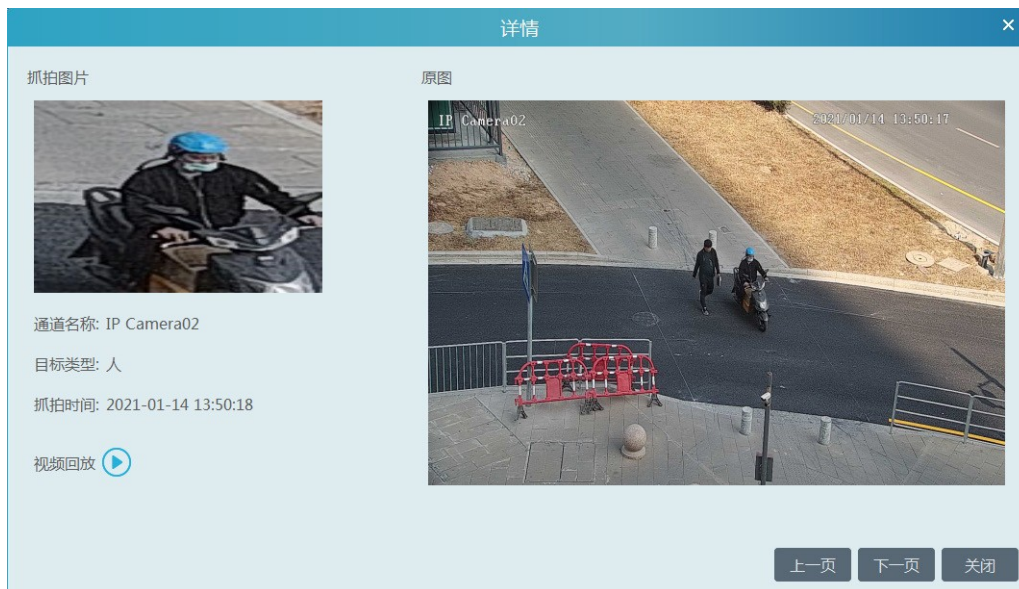 详情
抓拍图片
原图
IP Camera02
2021/01/14 13:50:17
通道名称: IP Camera02
目标类型: 人
抓拍时间: 2021-01-14 13:50:18
视频回放
上一页
下一页
关闭